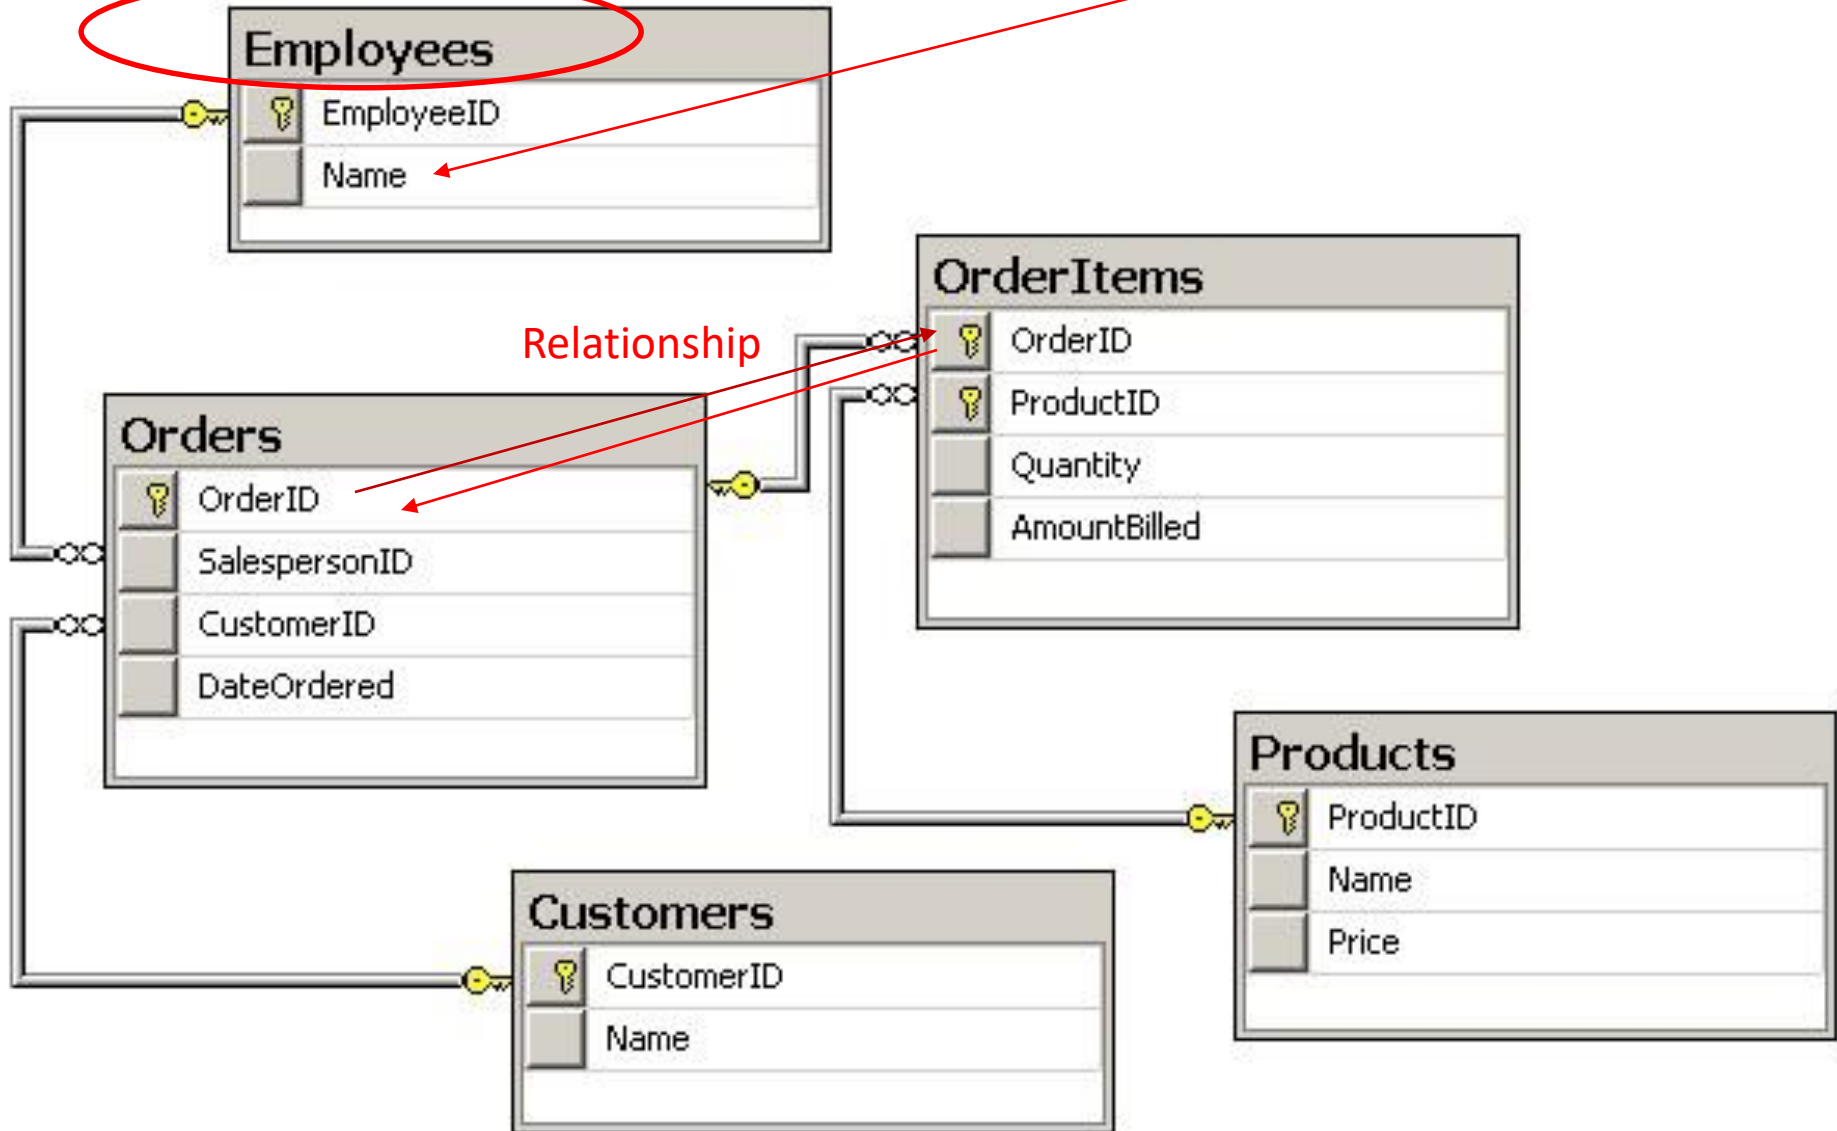 Employees
EmployeeID
Name
OrderItems
OrderID
ProductID
Quantity
AmountBilled
Relationship
Orders
OrderID
SalespersonID
CustomerID
DateOrdered
Products
ProductID
Name
Price
Customers
CustomerID
Name